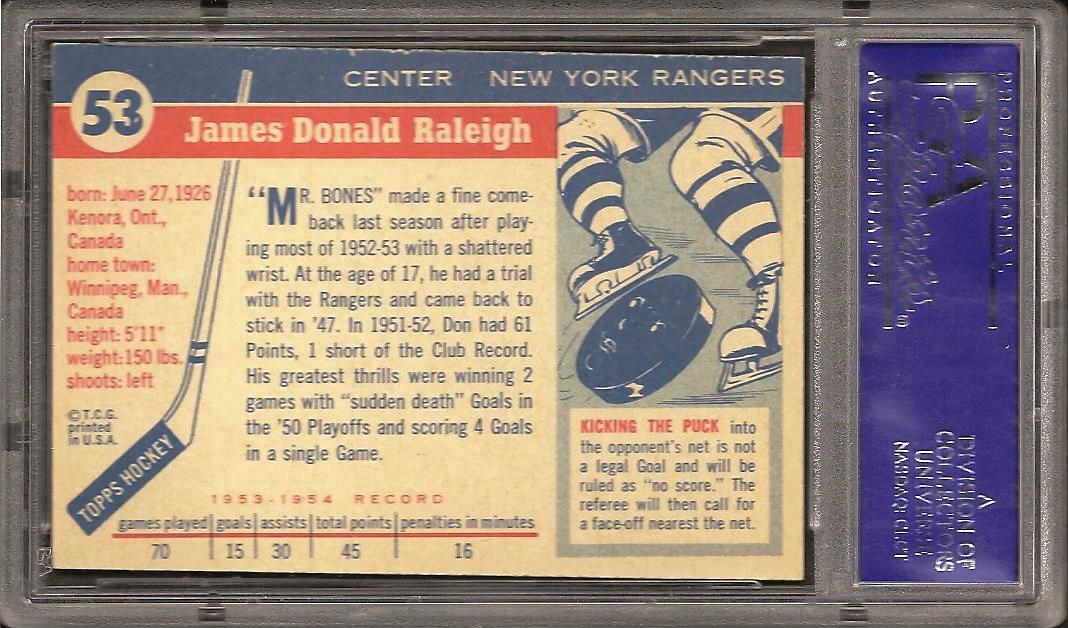 53
CENTER NEW YORK RANGERS
James Donald Raleigh
born: June 27, 1926
Kenora, Ont.,
Canada
home town:
Winnipeg, Man.,
Canada
height: 5'11"
weight: 150 lbs.
shoots: left
©T.C.G.
printed
in U.S.A.
TOPPS HOCKEY
"MR. BONES" made a fine come-
back last season after play-
ing most of 1952-53 with a shattered
wrist. At the age of 17, he had a trial
with the Rangers and came back to
stick in '47. In 1951-52, Don had 61
Points, 1 short of the Club Record.
His greatest thrills were winning 2
games with "sudden death" Goals in
the '50 Playoffs and scoring 4 Goals
in a single Game.
1953-1954 RECORD
games played goals assists total points penalties in minutes
70 15 30 45 16
KICKING THE PUCK into
the opponent's net is not
a legal Goal and will be
ruled as "no score." The
referee will then call for
a face-off nearest the net.
PSA
PROFESSIONAL
AUTHENTICATOR
A
DIVISION OF
COLLECTORS
UNIVERSE
NASDAQ: CLCT